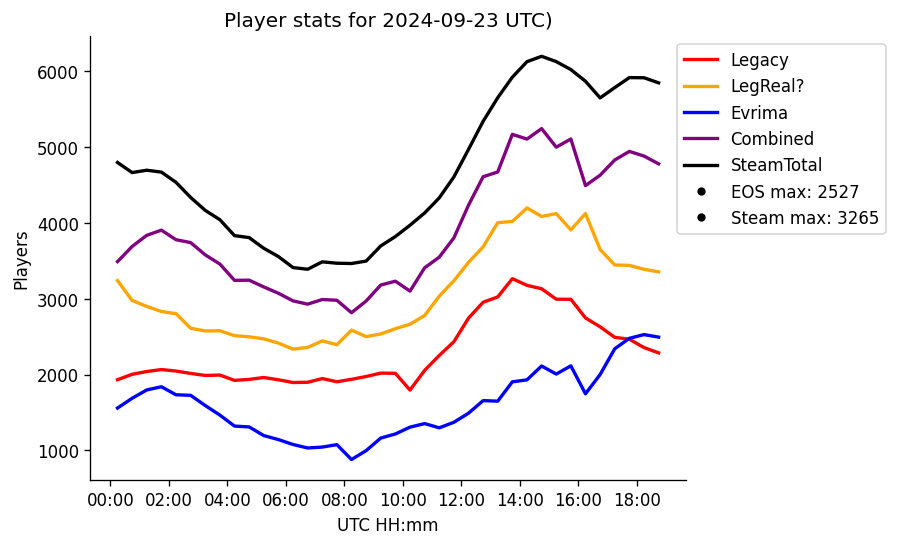 Player stats for 2024-09-23 UTC)
Legacy
LegReal?
Evrima
Combined
SteamTotal
EOS max: 2527
Steam max: 3265
Players
6000
5000
4000
3000
2000
1000
00:00 02:00 04:00 06:00 08:00 10:00 12:00 14:00 16:00 18:00
UTC HH:mm